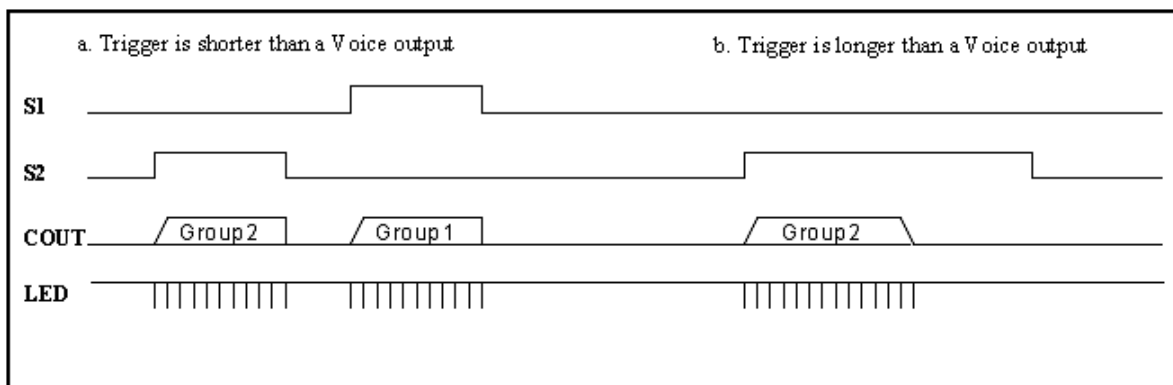 a. Trigger is shorter than a Voice output
b. Trigger is longer than a Voice output
S1
S2
COUT
Group2
Group1
Group2
LED